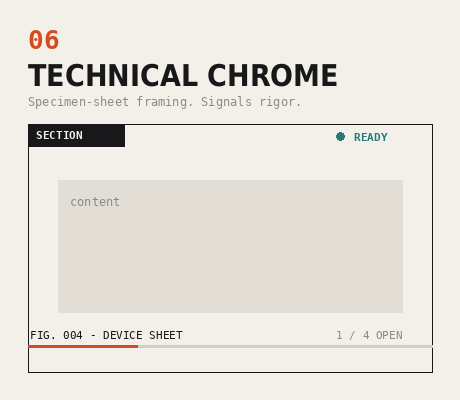 06
TECHNICAL CHROME
Specimen-sheet framing. Signals rigor.
SECTION
READY
content
FIG. 004 - DEVICE SHEET
1 / 4 OPEN